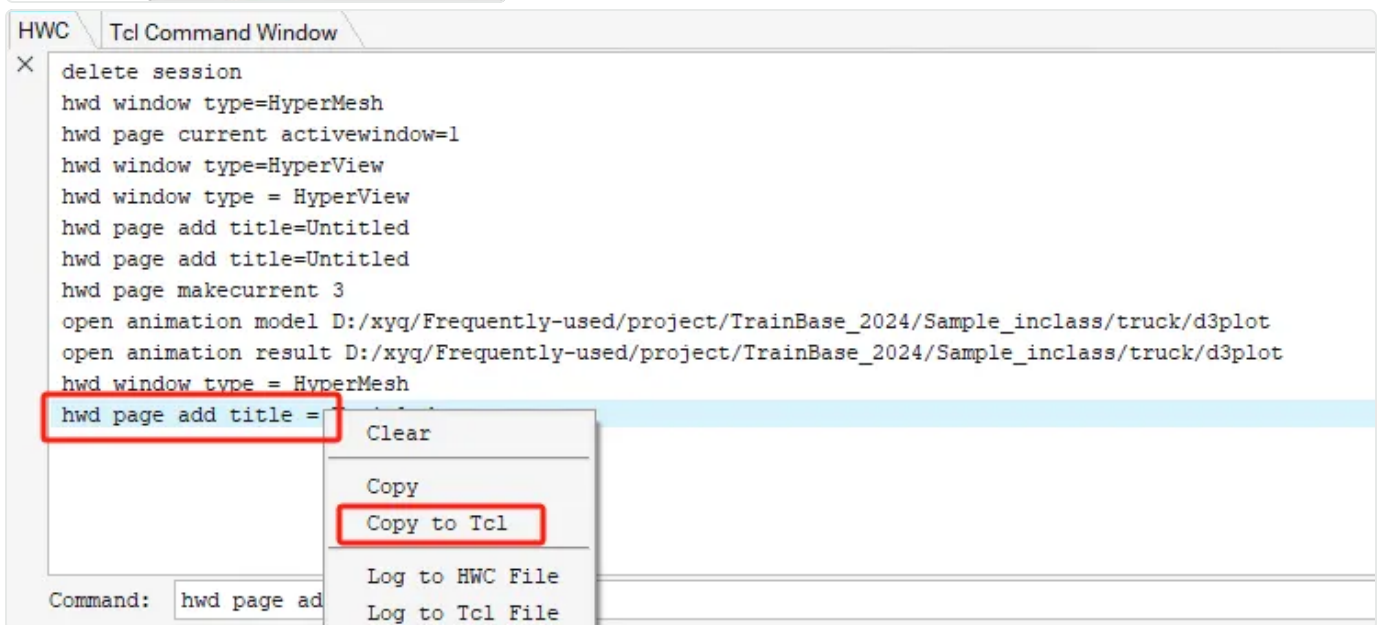 HWC Tcl Command Window
delete session
hwd window type=HyperMesh
hwd page current activewindow=1
hwd window type=HyperView
hwd window type = HyperView
hwd page add title=Untitled
hwd page add title=Untitled
hwd page makecurrent 3
open animation model D:/xyq/Frequently-used/project/TrainBase_2024/Sample_inclass/truck/d3plot
open animation result D:/xyq/Frequently-used/project/TrainBase_2024/Sample_inclass/truck/d3plot
hwd window type = HyperMesh
hwd page add title =
Clear
Copy
Copy to Tcl
Log to HWC File
Log to Tcl File
Command: hwd page ad